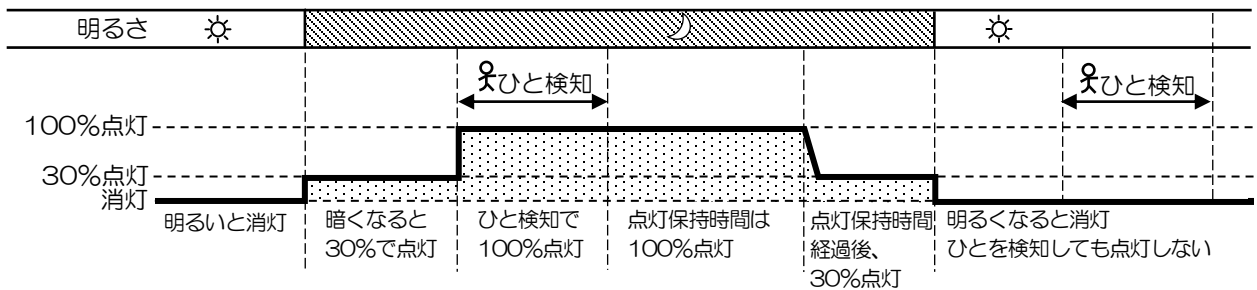 明るさ
ひと検知
ひと検知
100%点灯
30%点灯
消灯
明るいと消灯
暗くなると
30%で点灯
ひと検知で
100%点灯
点灯保持時間は
100%点灯
点灯保持時間
経過後、
30%点灯
明るくなると消灯
ひとを検知しても点灯しない